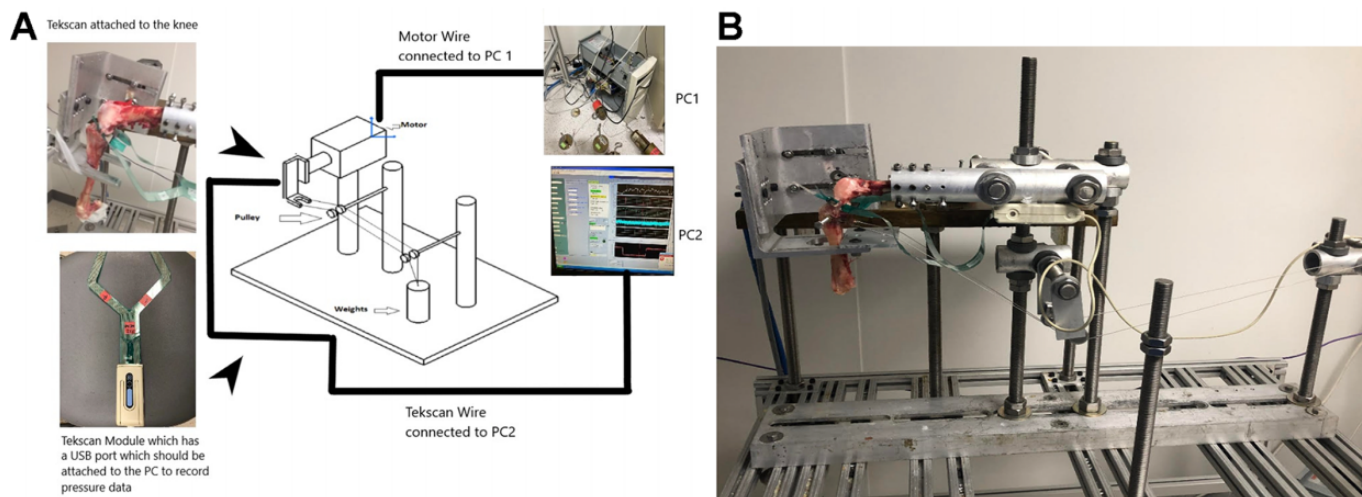 A
Tekscan attached to the knee
Motor Wire
connected to PC 1
PC1
Motor
Pulley
PC2
Weights
Tekscan Wire
connected to PC2
Tekscan Module which has
a USB port which should be
attached to the PC to record
pressure data
B